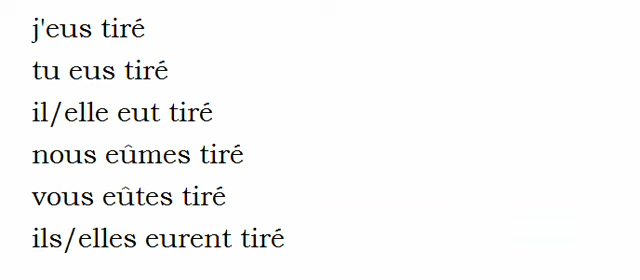 j'eus tiré
tu eus tiré
il/elle eut tiré
nous eûmes tiré
vous eûtes tiré
ils/elles eurent tiré